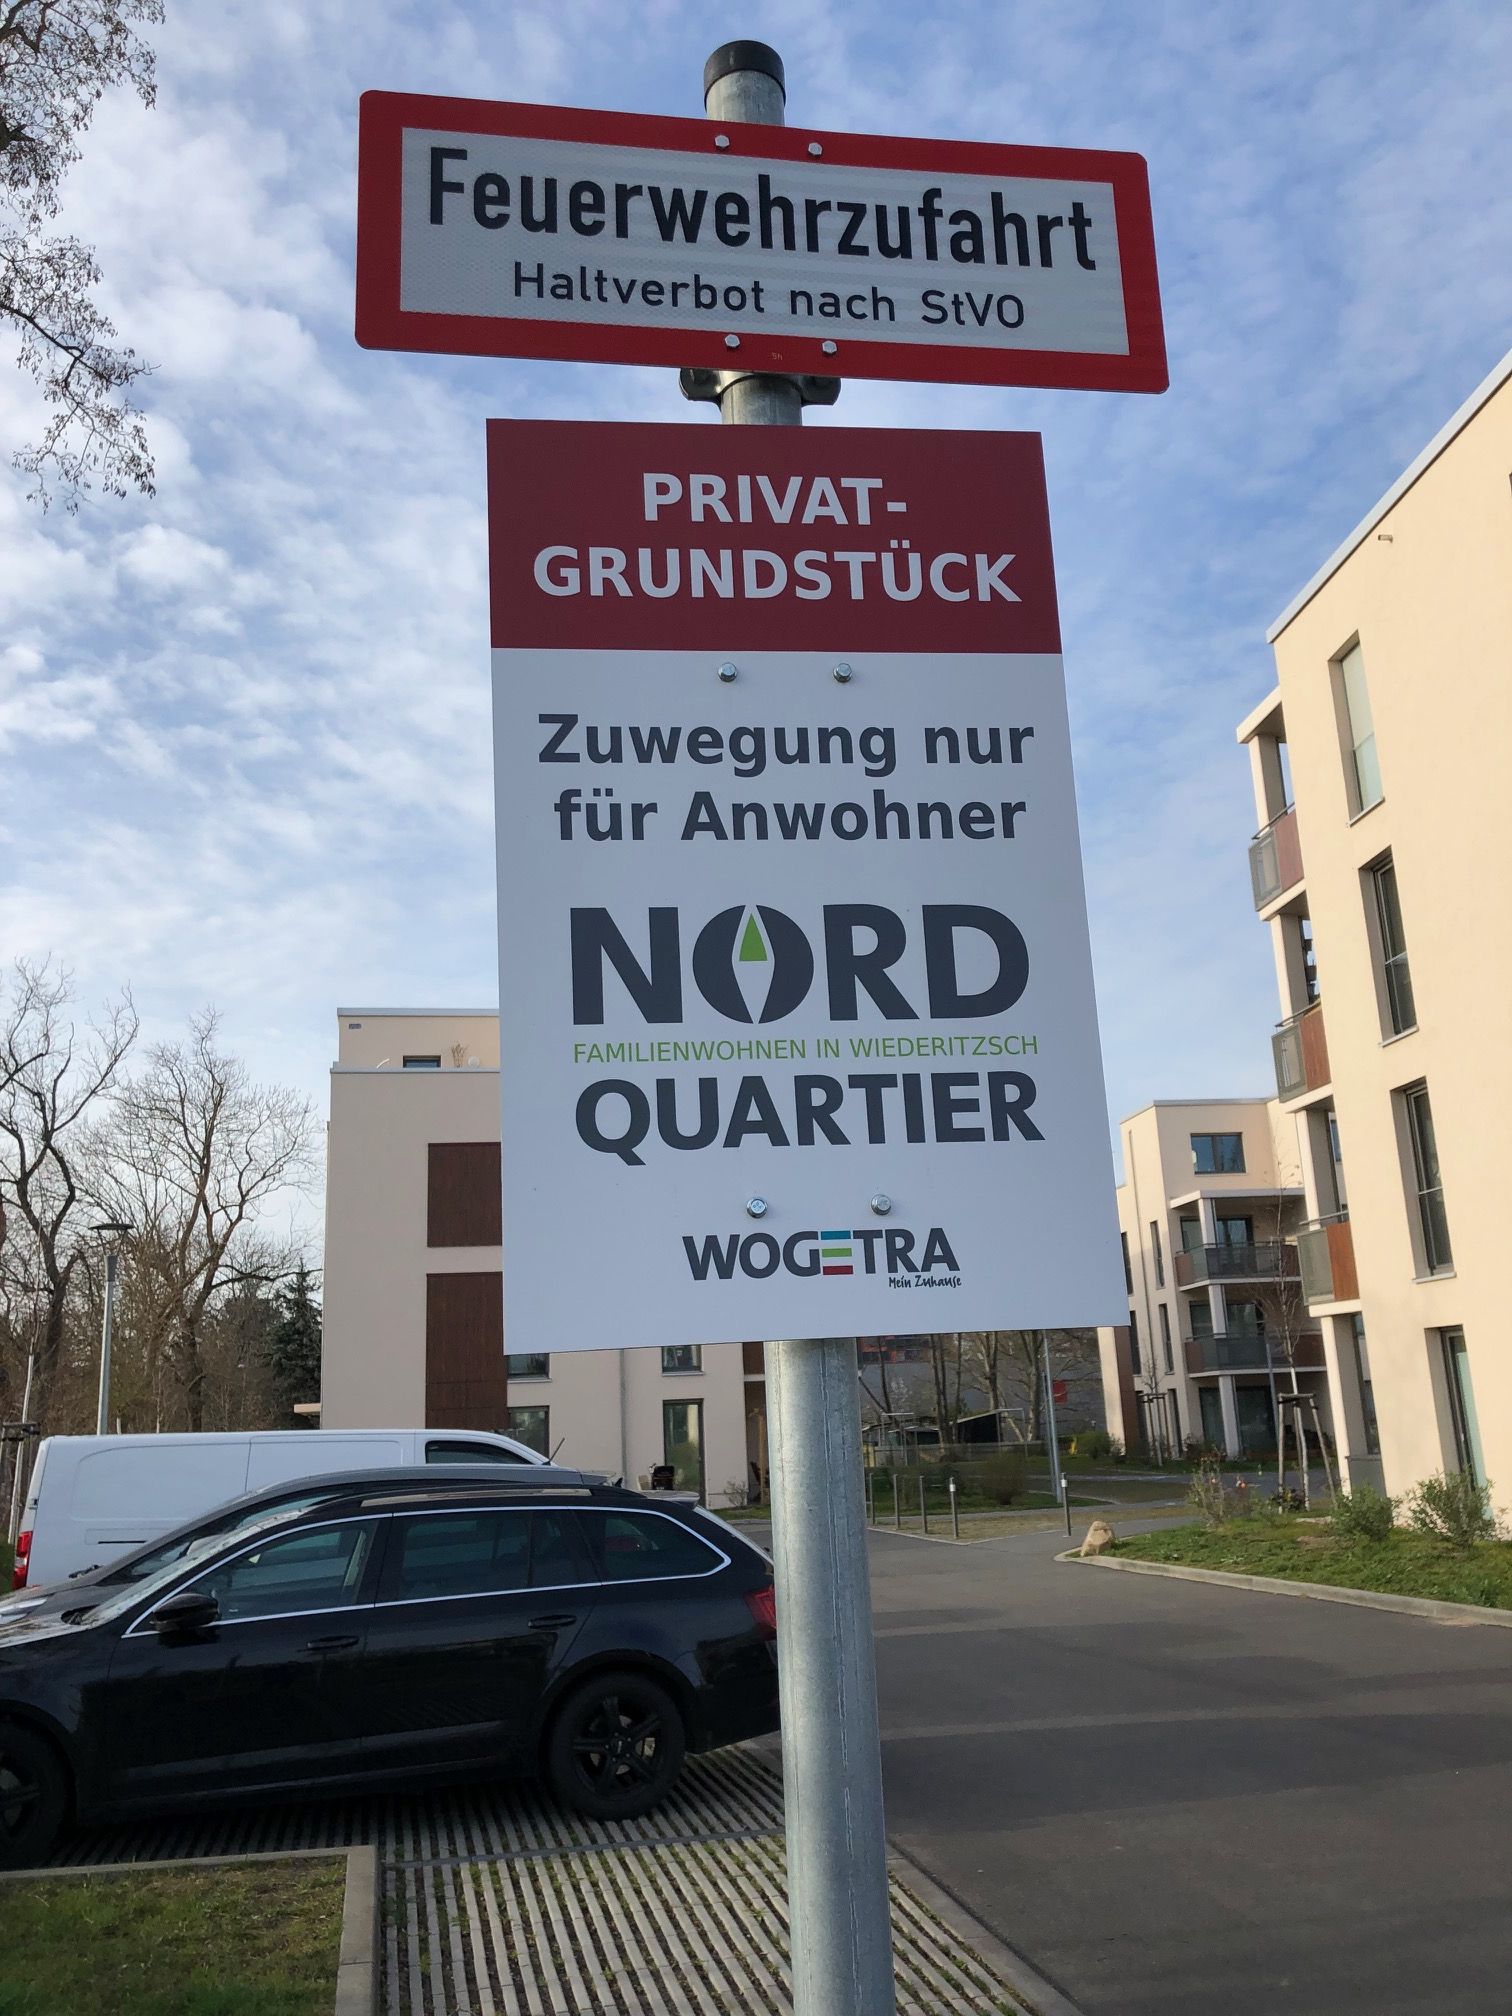 Feuerwehrzufahrt
Haltverbot nach StVO
PRIVAT-
GRUNDSTÜCK
Zuwegung nur
für Anwohner
NORD
FAMILIENWOHNEN IN WIEDERITZSCH
QUARTIER
WOGETRA
Mein Zuhause